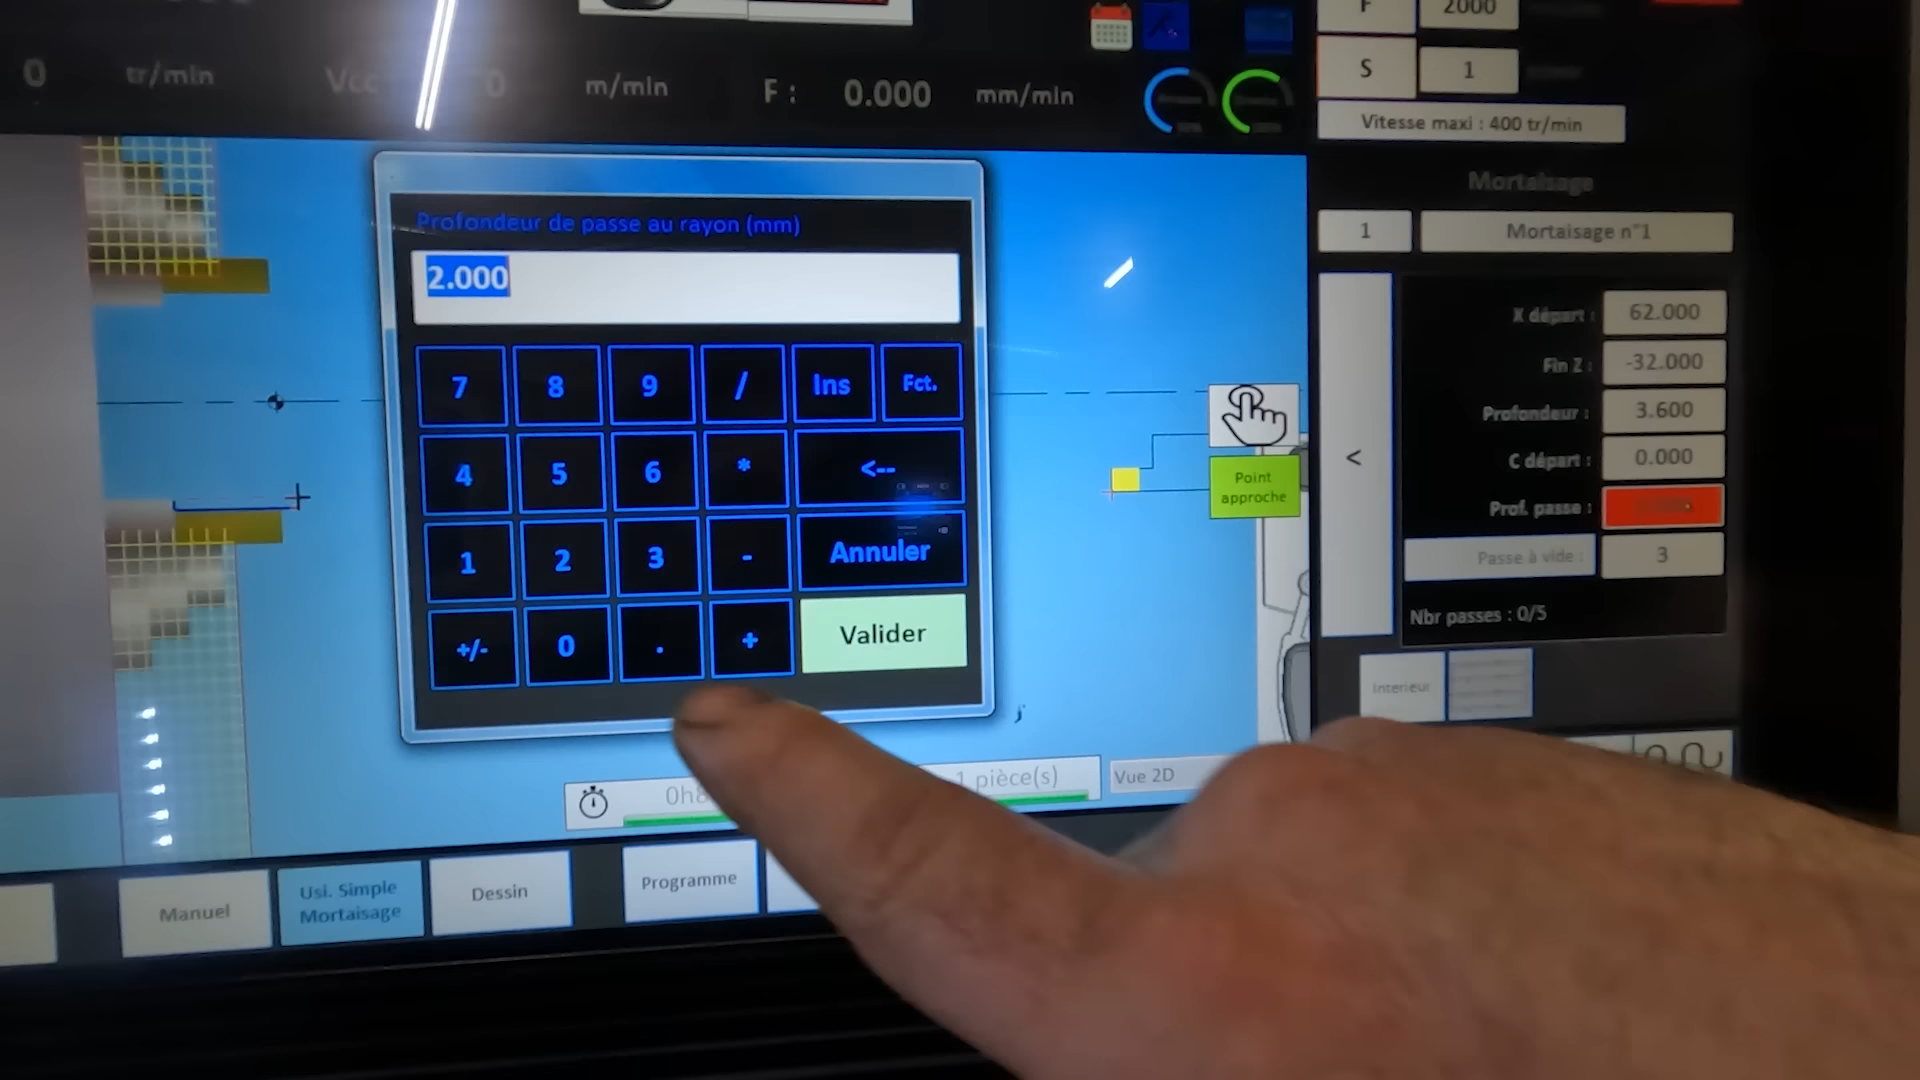 F 2000
0 tr/min Vcc 0 m/min F : 0.000 mm/min
S 1
Vitesse maxi : 400 tr/min
Mortaisage
1 Mortaisage n°1
Profondeur de passe au rayon (mm)
2.000
7 8 9 / Ins Fct.
4 5 6 * <--
1 2 3 - Annuler
+/- 0 . + Valider
Point
approche
<
X départ : 62.000
Fin Z : -32.000
Profondeur : 3.600
C départ : 0.000
Prof. passe :
Passe à vide : 3
Nbr passes : 0/5
Interieur
1 pièce(s)
Vue 2D
Manuel
Usi. Simple
Mortaisage
Dessin
Programme